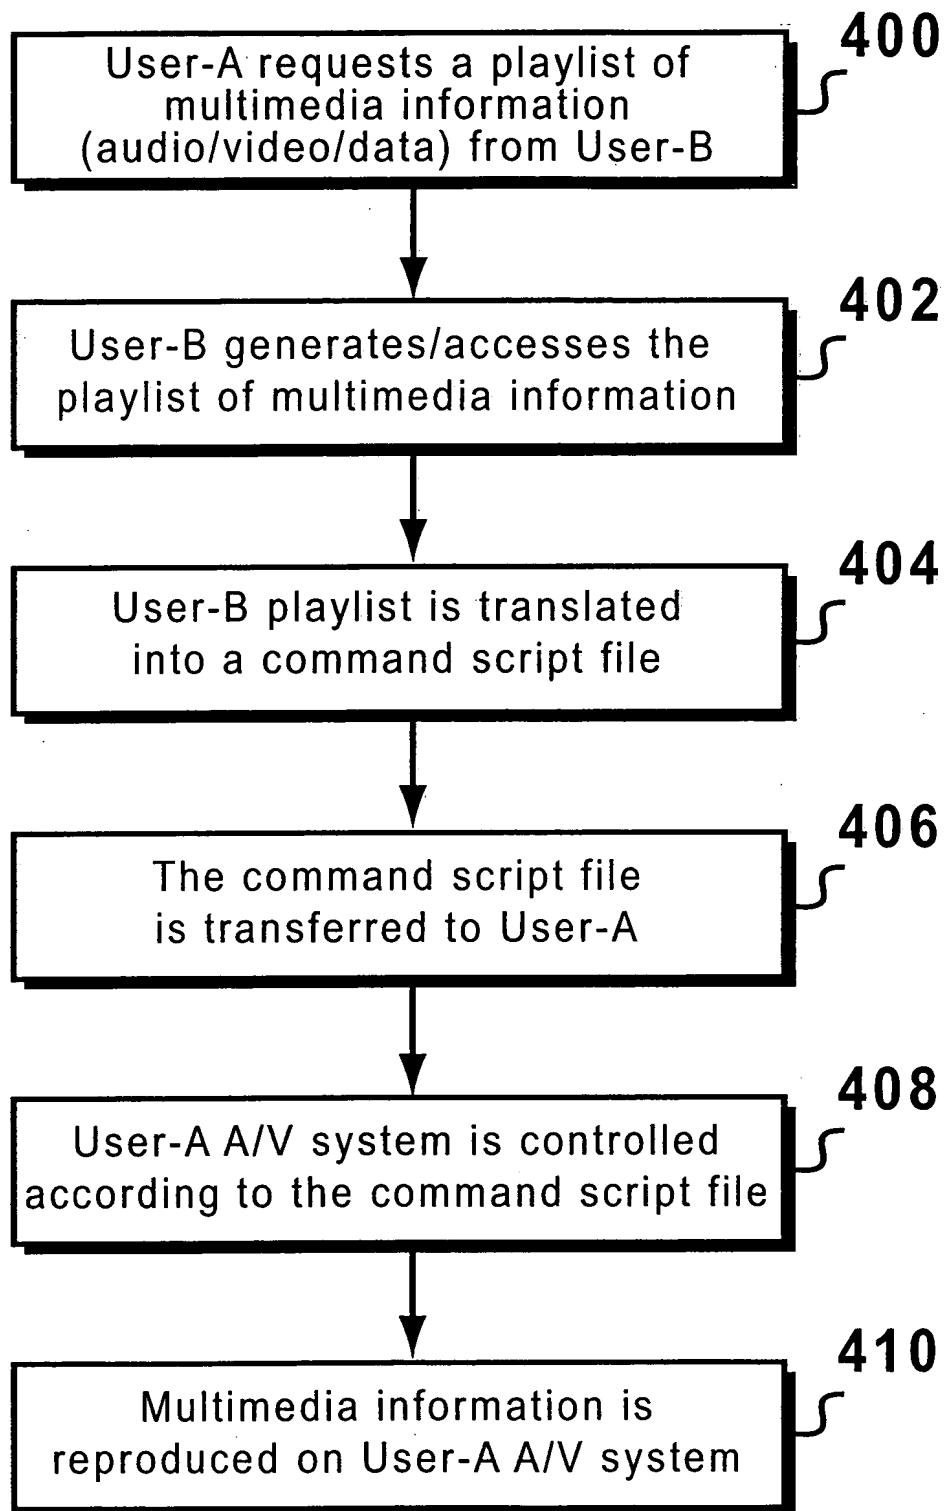 400
User-A requests a playlist of
multimedia information
(audio/video/data) from User-B
402
User-B generates/accesses the
playlist of multimedia information
404
User-B playlist is translated
into a command script file
406
The command script file
is transferred to User-A
408
User-A A/V system is controlled
according to the command script file
410
Multimedia information is
reproduced on User-A A/V system